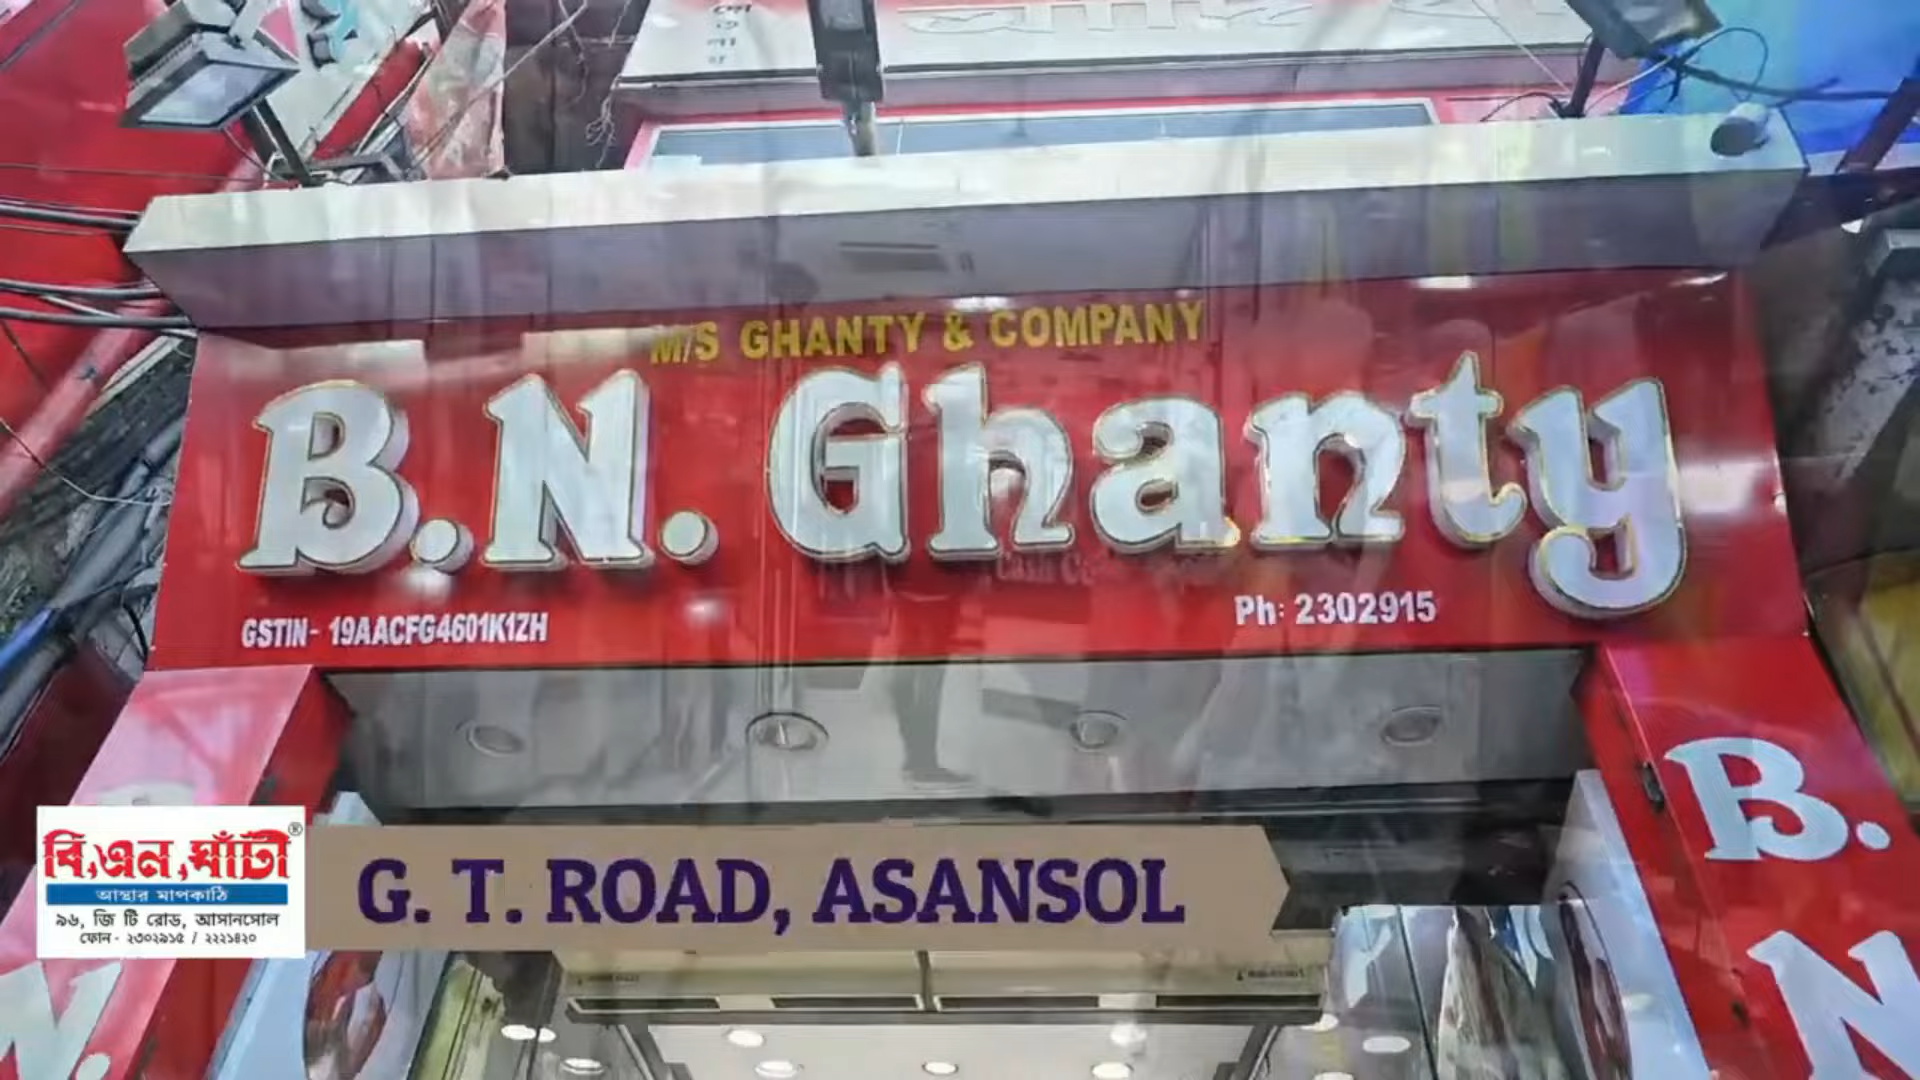 M/S GHANTY & COMPANY
B.N. Ghanty
GSTIN- 19AACFG4601K1ZH
Ph: 2302915
B.
N
N.
বি,এন,ঘাঁটী®
আস্থার মাপকাঠি
৯৬, জি টি রোড, আসানসোল
ফোন - ২৩০২৯১৫ / ২২২১৪২০
G. T. ROAD, ASANSOL